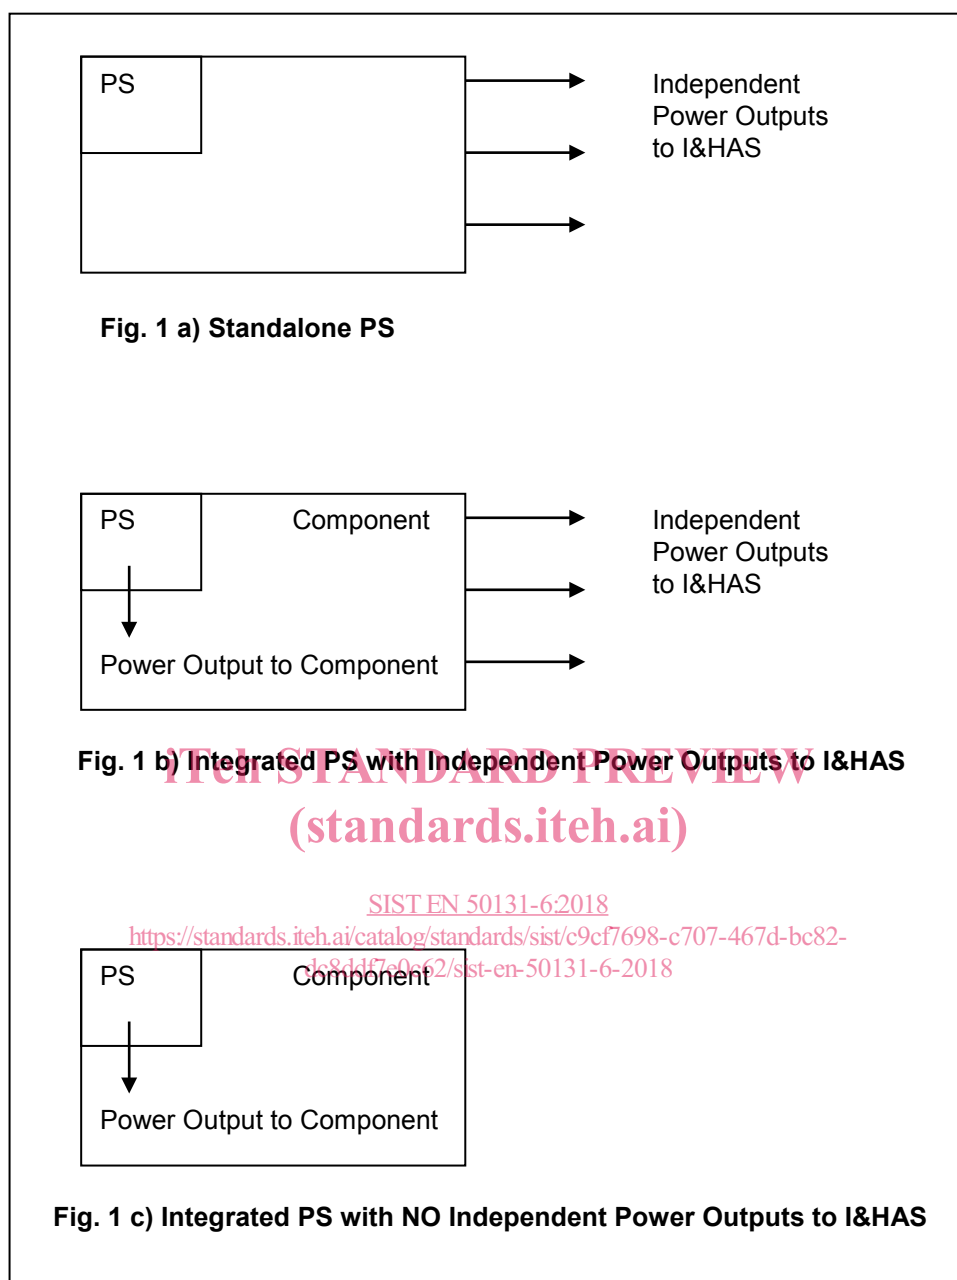 PS
Independent
Power Outputs
to I&HAS
Fig. 1 a) Standalone PS
PS
Component
Independent
Power Outputs
to I&HAS
Power Output to Component
Fig. 1 b) Integrated PS with Independent Power Outputs to I&HAS
iTeh STANDARD PREVIEW
(standards.iteh.ai)
SIST EN 50131-6:2018
https://standards.iteh.ai/catalog/standards/sist/c9cf7698-c707-467d-bc82-
dc8ddf7e0c62/sist-en-50131-6-2018
PS
Component
Power Output to Component
Fig. 1 c) Integrated PS with NO Independent Power Outputs to I&HAS